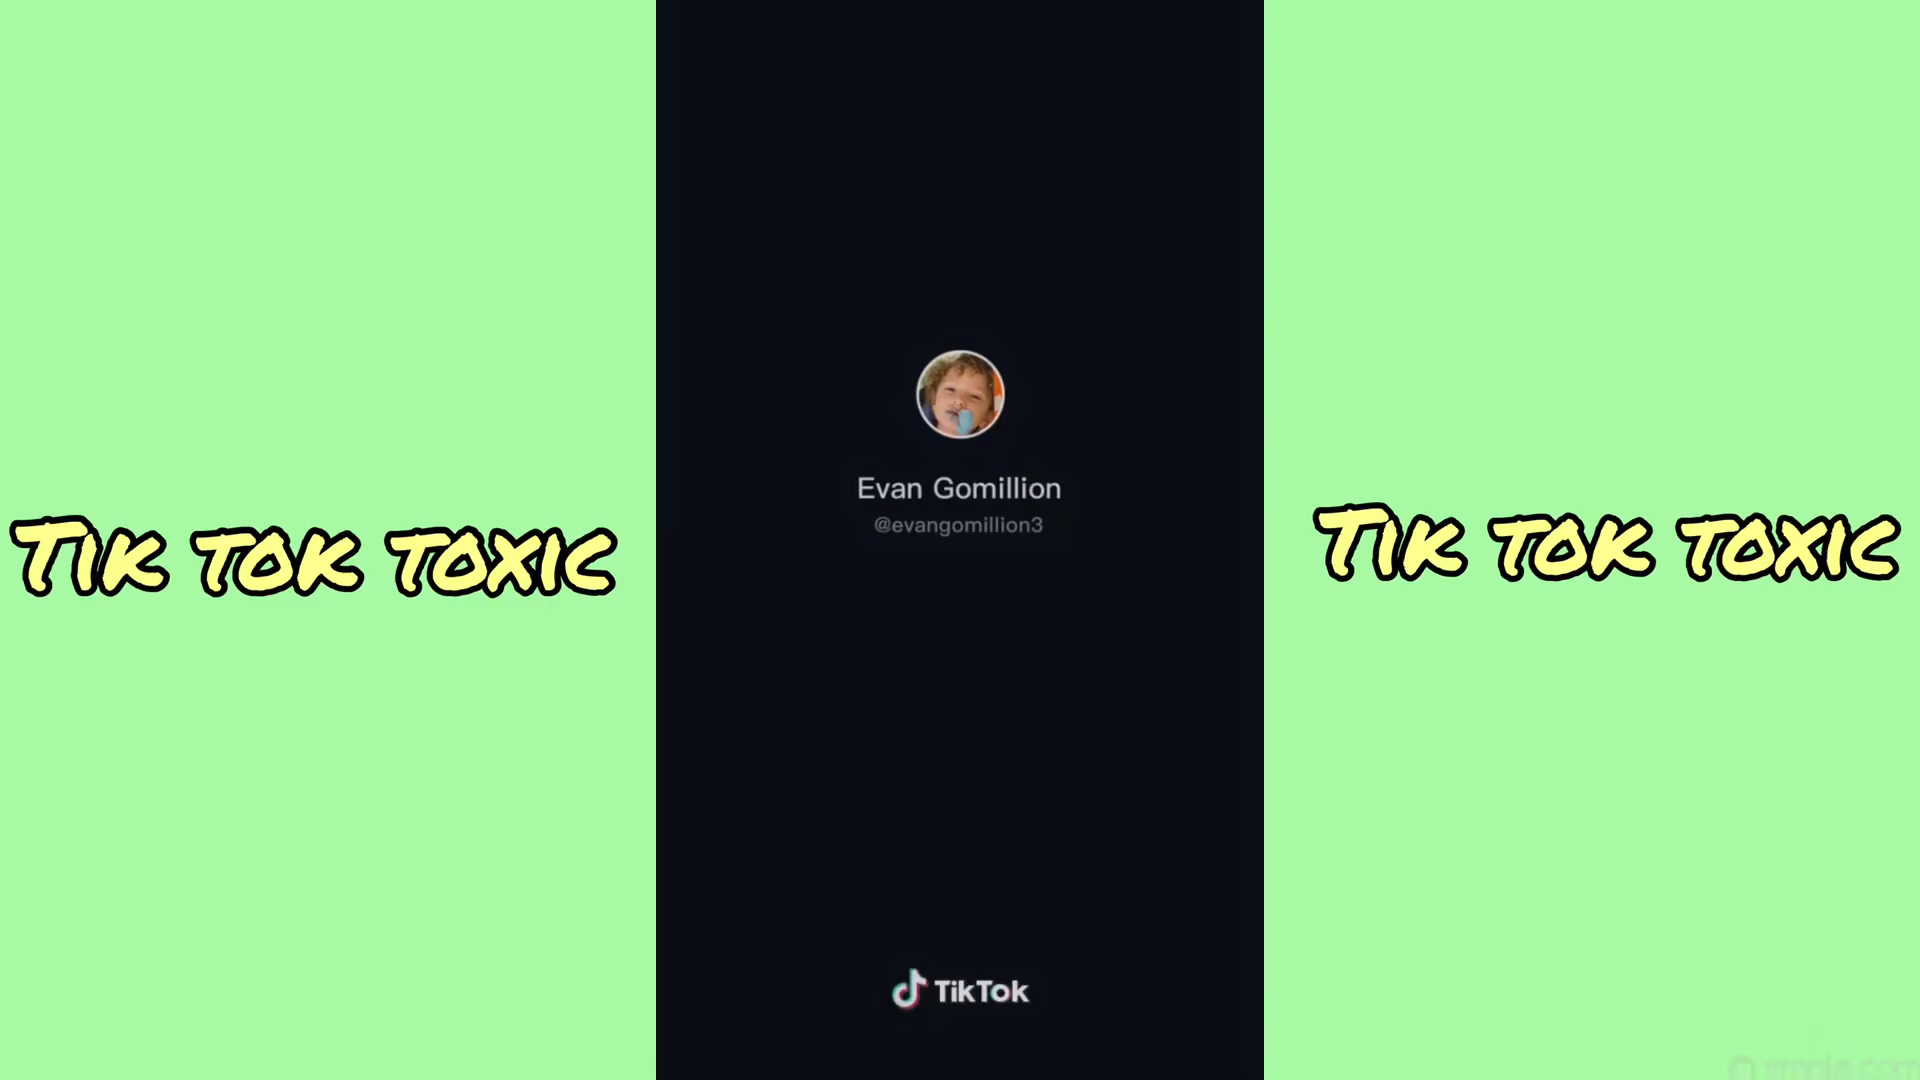 Tik tok toxic
Evan Gomillion
@evangomillion3
Tik tok toxic
TikTok